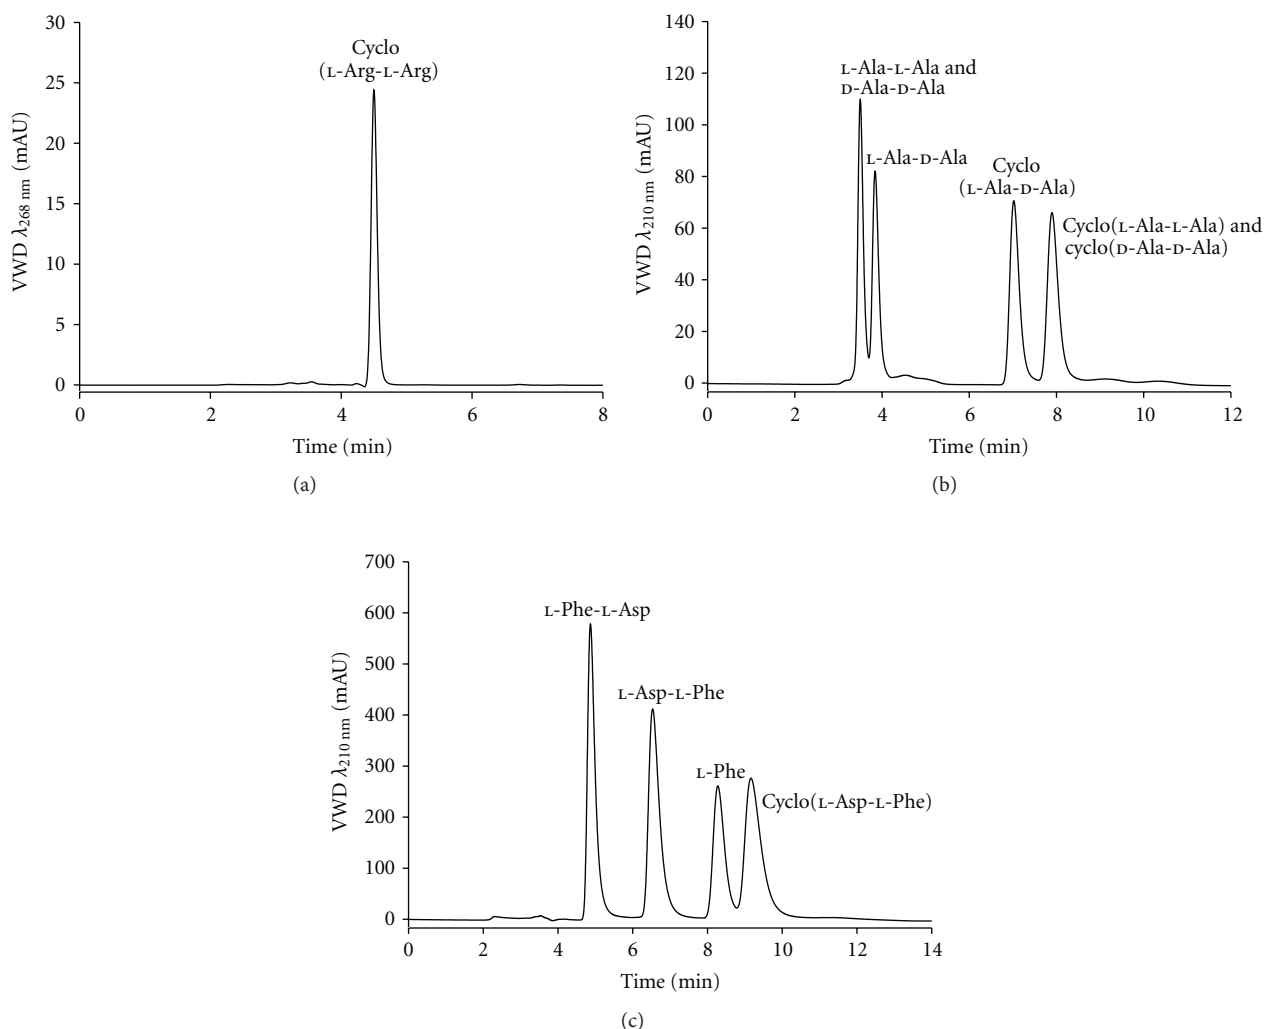 30
25
20
15
10
5
0
VWD λ268 nm (mAU)
Cyclo
(L-Arg-L-Arg)
0 2 4 6 8
Time (min)
(a)
140
120
100
80
60
40
20
0
VWD λ210 nm (mAU)
L-Ala-L-Ala and
D-Ala-D-Ala
L-Ala-D-Ala
Cyclo
(L-Ala-D-Ala)
Cyclo(L-Ala-L-Ala) and
cyclo(D-Ala-D-Ala)
0 2 4 6 8 10 12
Time (min)
(b)
700
600
500
400
300
200
100
0
VWD λ210 nm (mAU)
L-Phe-L-Asp
L-Asp-L-Phe
L-Phe
Cyclo(L-Asp-L-Phe)
0 2 4 6 8 10 12 14
Time (min)
(c)